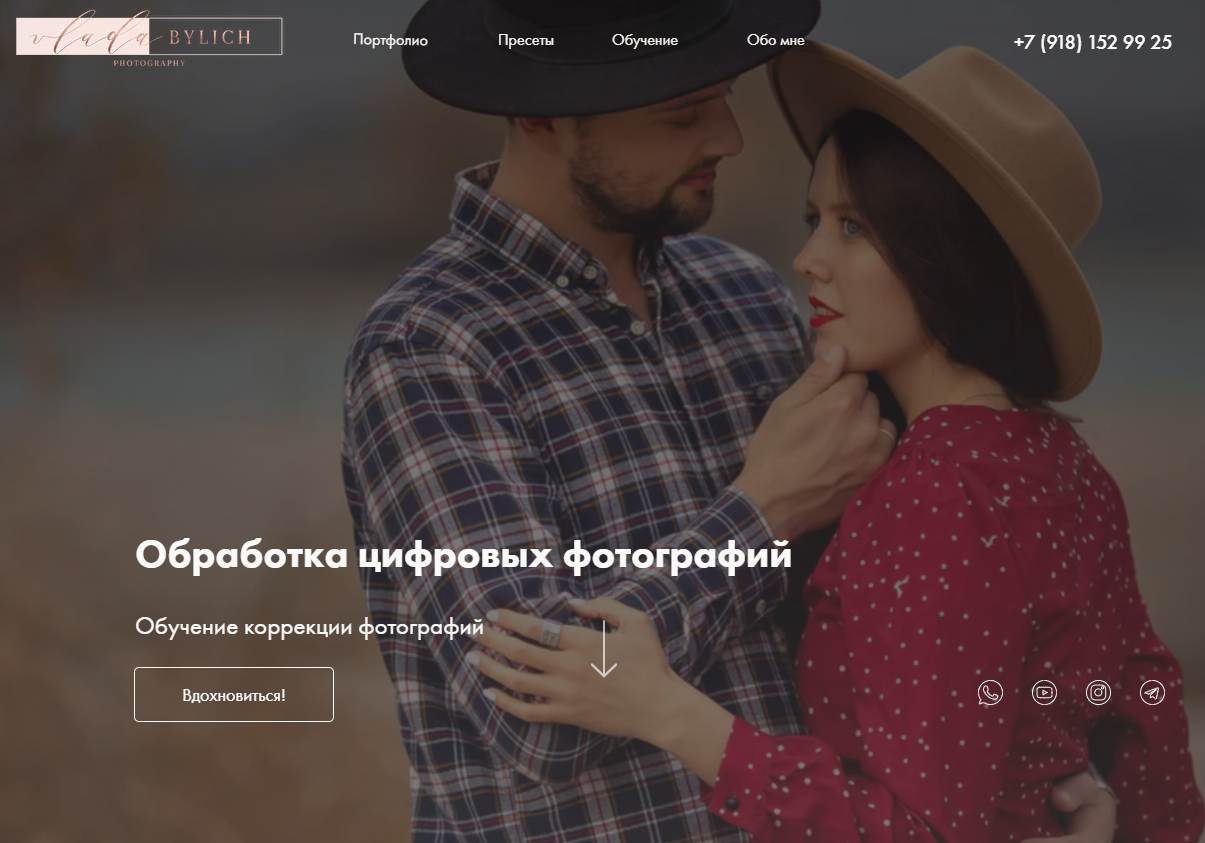 vlada BYLICH
PHOTOGRAPHY
Портфолио
Пресеты
Обучение
Обо мне
+7 (918) 152 99 25
Обработка цифровых фотографий
Обучение коррекции фотографий
Вдохновиться!